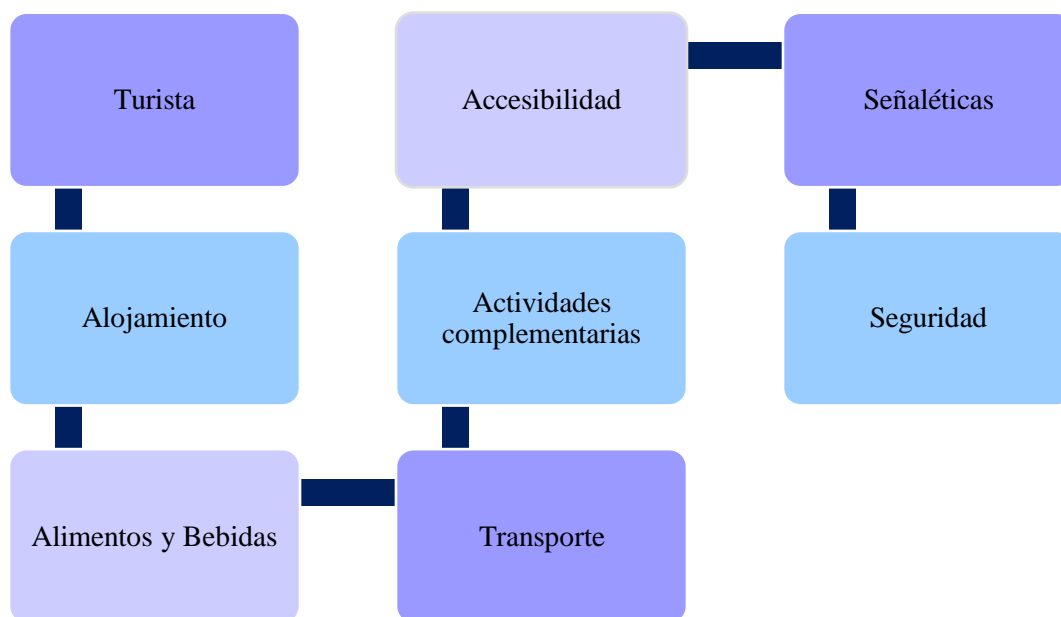 Turista
Alojamiento
Alimentos y Bebidas
Transporte
Actividades
complementarias
Accesibilidad
Señaléticas
Seguridad